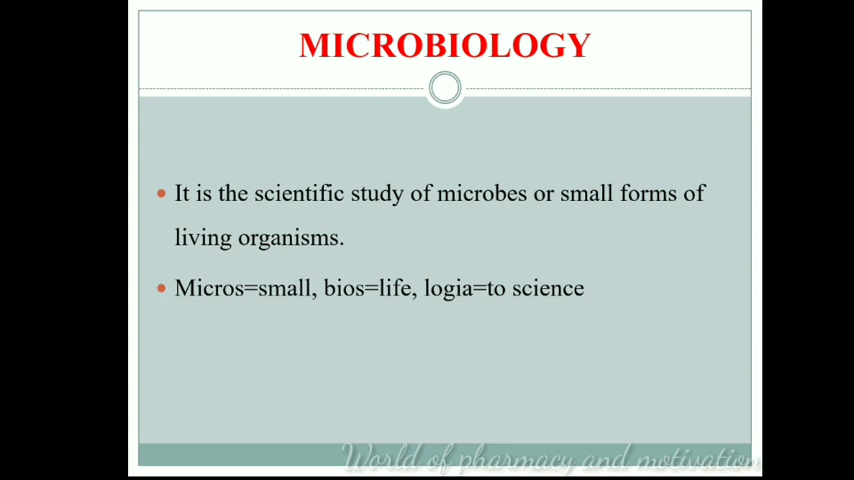 MICROBIOLOGY
It is the scientific study of microbes or small forms of
living organisms.
Micros=small, bios=life, logia=to science
World of pharmacy and motivation